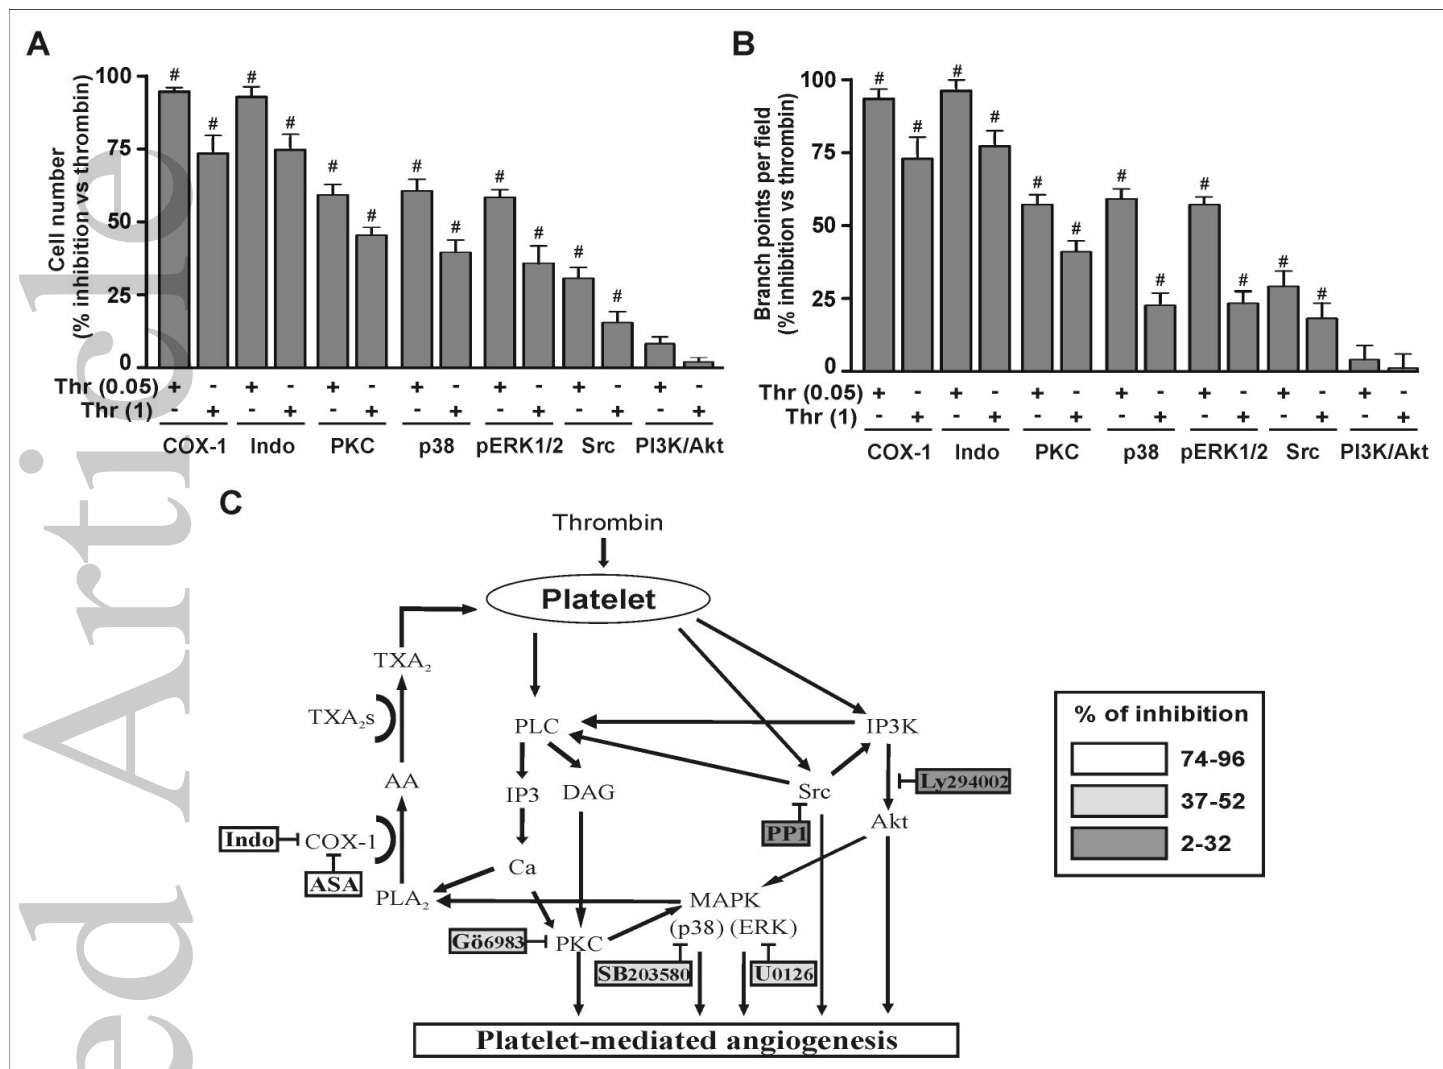 A
Cell number
(% inhibition vs thrombin)
100
75
50
25
0
# # # # # # # # # # # #
Thr (0.05) + - + - + - + - + - + - + -
Thr (1) - + - + - + - + - + - + - +
COX-1 Indo PKC p38 pERK1/2 Src PI3K/Akt
B
Branch points per field
(% inhibition vs thrombin)
100
75
50
25
0
# # # # # # # # # # # #
Thr (0.05) + - + - + - + - + - + - + -
Thr (1) - + - + - + - + - + - + - +
COX-1 Indo PKC p38 pERK1/2 Src PI3K/Akt
C
Thrombin
Platelet
TXA₂
TXA₂s
PLC
IP3K
AA
IP3
DAG
Src
Ly294002
Indo
COX-1
PP1
Akt
ASA
Ca
PLA₂
MAPK
(p38) (ERK)
Gö6983
PKC
SB203580
U0126
Platelet-mediated angiogenesis
% of inhibition
74-96
37-52
2-32
ed Article